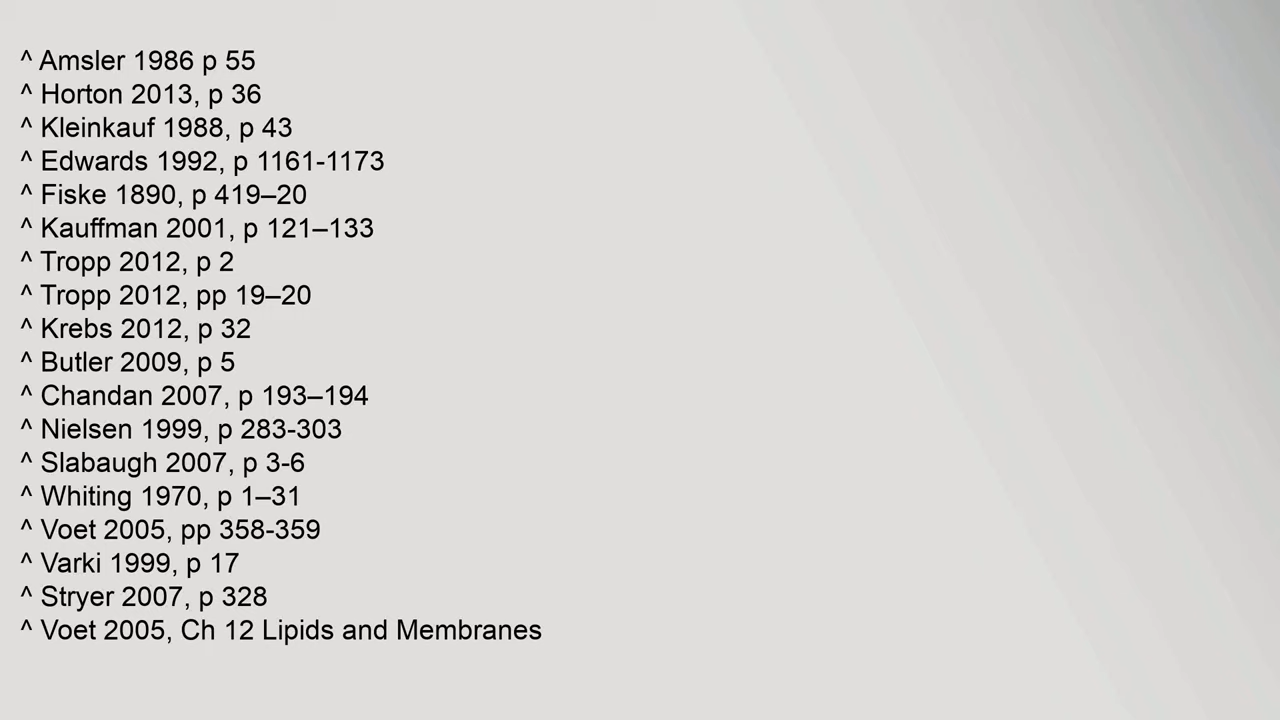 ^ Amsler 1986 p 55
^ Horton 2013, p 36
^ Kleinkauf 1988, p 43
^ Edwards 1992, p 1161-1173
^ Fiske 1890, p 419–20
^ Kauffman 2001, p 121–133
^ Tropp 2012, p 2
^ Tropp 2012, pp 19–20
^ Krebs 2012, p 32
^ Butler 2009, p 5
^ Chandan 2007, p 193–194
^ Nielsen 1999, p 283-303
^ Slabaugh 2007, p 3-6
^ Whiting 1970, p 1–31
^ Voet 2005, pp 358-359
^ Varki 1999, p 17
^ Stryer 2007, p 328
^ Voet 2005, Ch 12 Lipids and Membranes